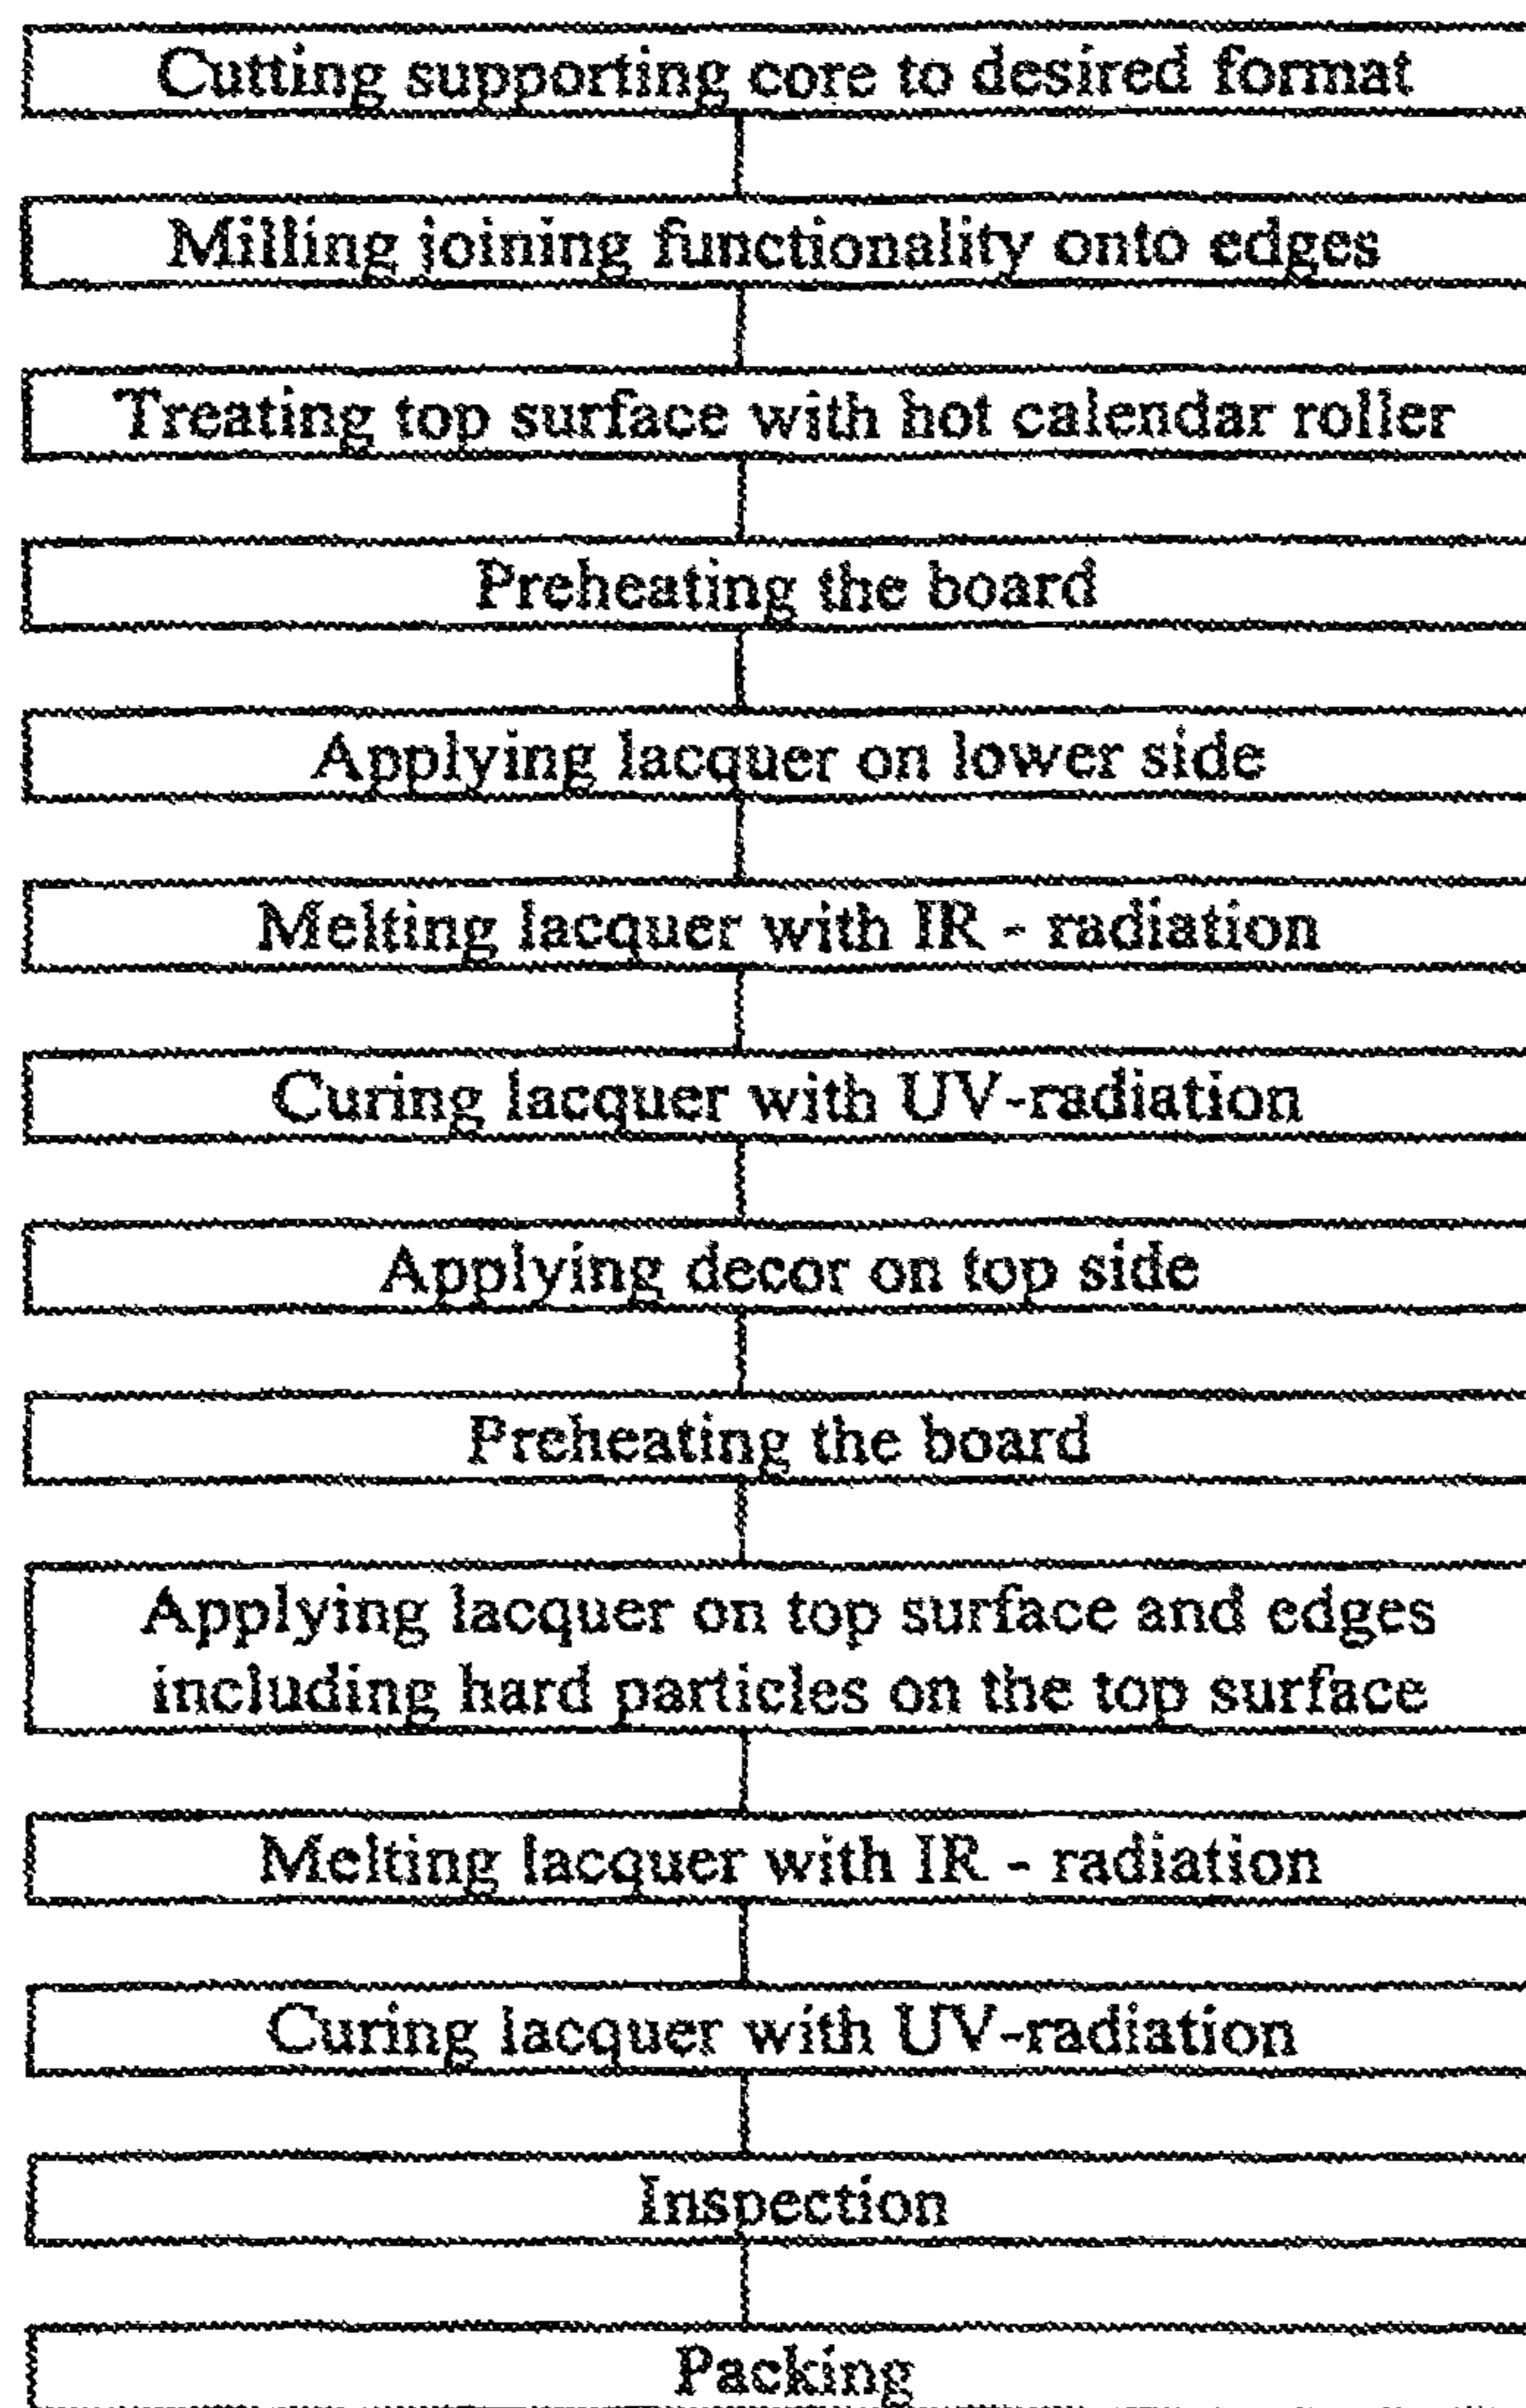 Cutting supporting core to desired format
Milling joining functionality onto edges
Treating top surface with hot calendar roller
Preheating the board
Applying lacquer on lower side
Melting lacquer with IR - radiation
Curing lacquer with UV-radiation
Applying decor on top side
Preheating the board
Applying lacquer on top surface and edges
including hard particles on the top surface
Melting lacquer with IR - radiation
Curing lacquer with UV-radiation
Inspection
Packing